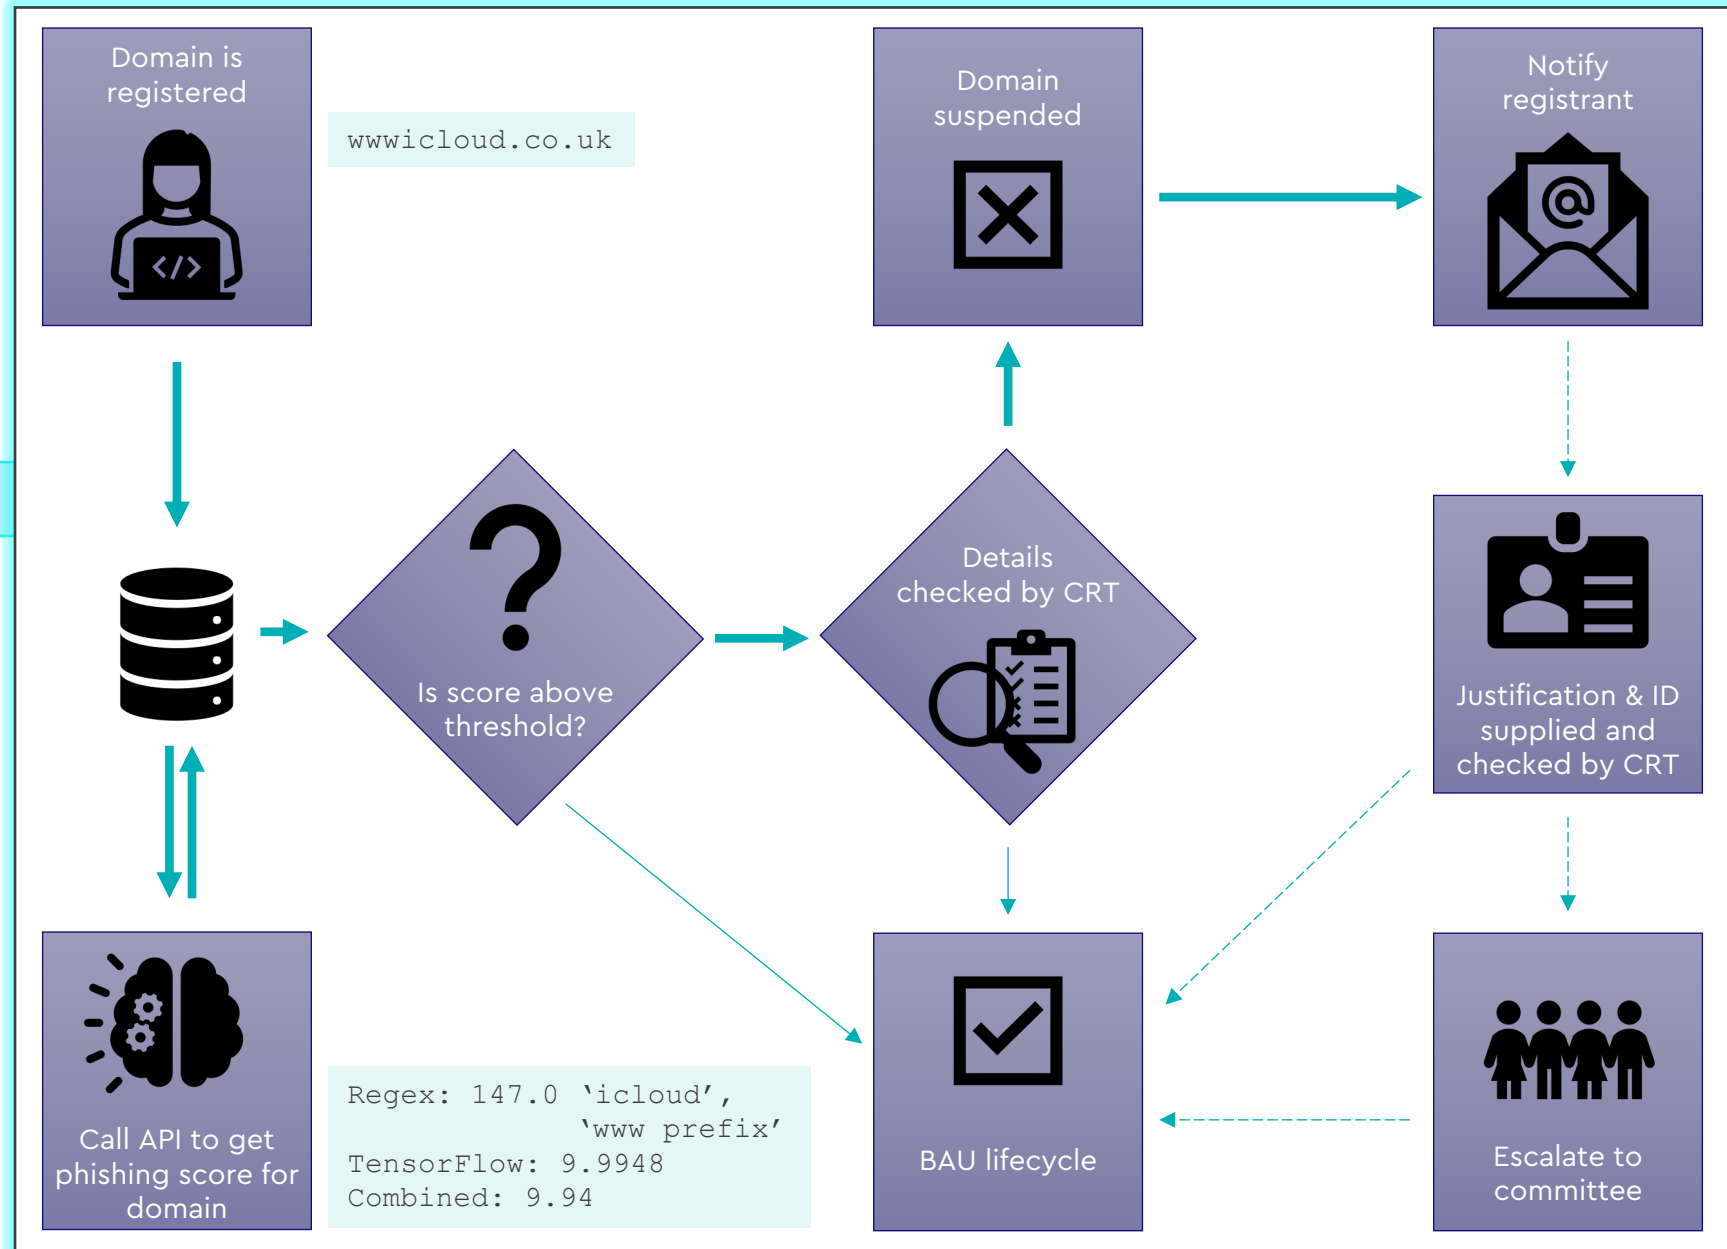 Domain is
registered
wwwicloud.co.uk
Domain
suspended
Notify
registrant
@
</>
Is score above
threshold?
Details
checked by CRT
Justification & ID
supplied and
checked by CRT
Call API to get
phishing score for
domain
Regex: 147.0 ‘icloud’,
‘www prefix’
TensorFlow: 9.9948
Combined: 9.94
BAU lifecycle
Escalate to
committee